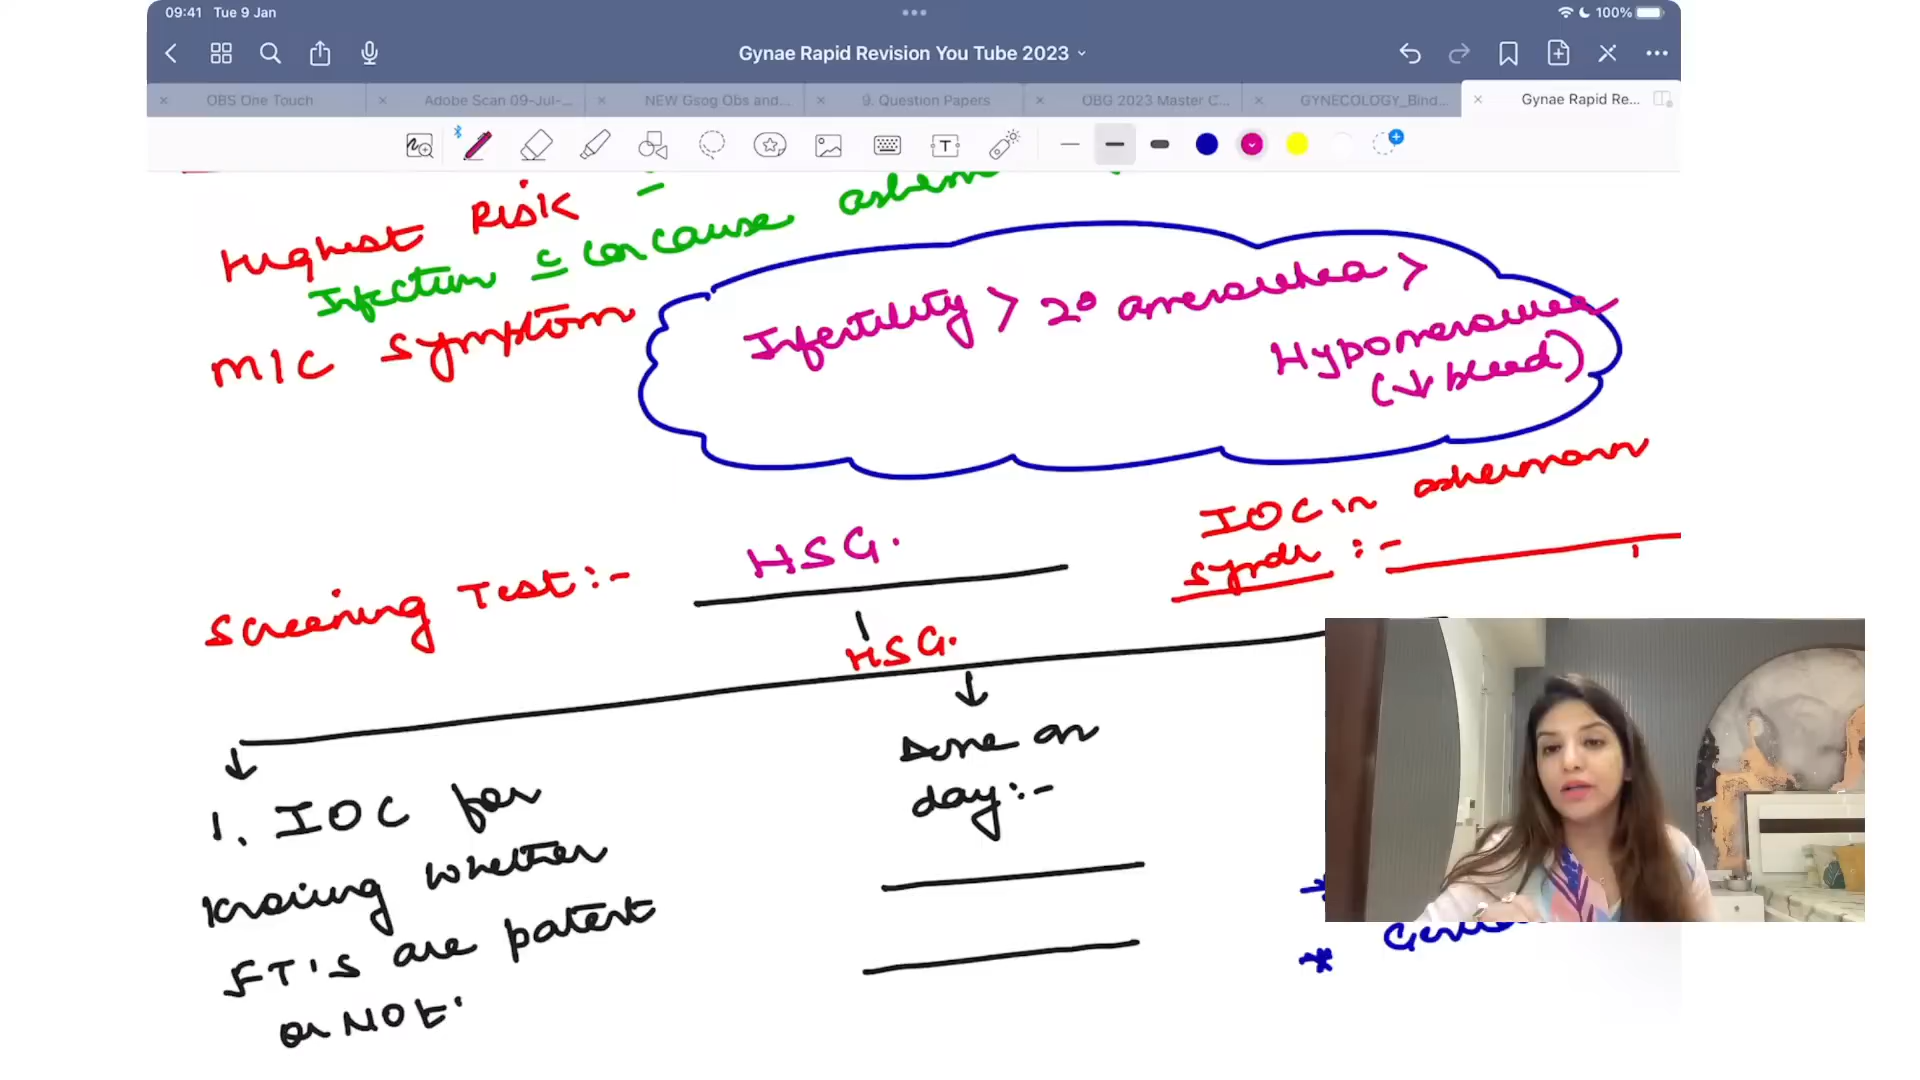 09:41 Tue 9 Jan
100%
Gynae Rapid Revision You Tube 2023
OBS One Touch
Adobe Scan 09-Jul-...
NEW Gsog Obs and...
9. Question Papers
OBG 2023 Master C...
GYNECOLOGY_Bind...
Gynae Rapid Re...
Highest Risk =
Infection c can cause asherm
M/C symptom
Infertility > 2° amenorrhea >
Hypomenorrhea
(↓ bleed)
IOC in ashermann
syndr :-
Screening Test:- HSG.
HSG.
↓
↓
Done on
day:-
1. IOC for
knowing whether
FT's are patent
or NOT.
*